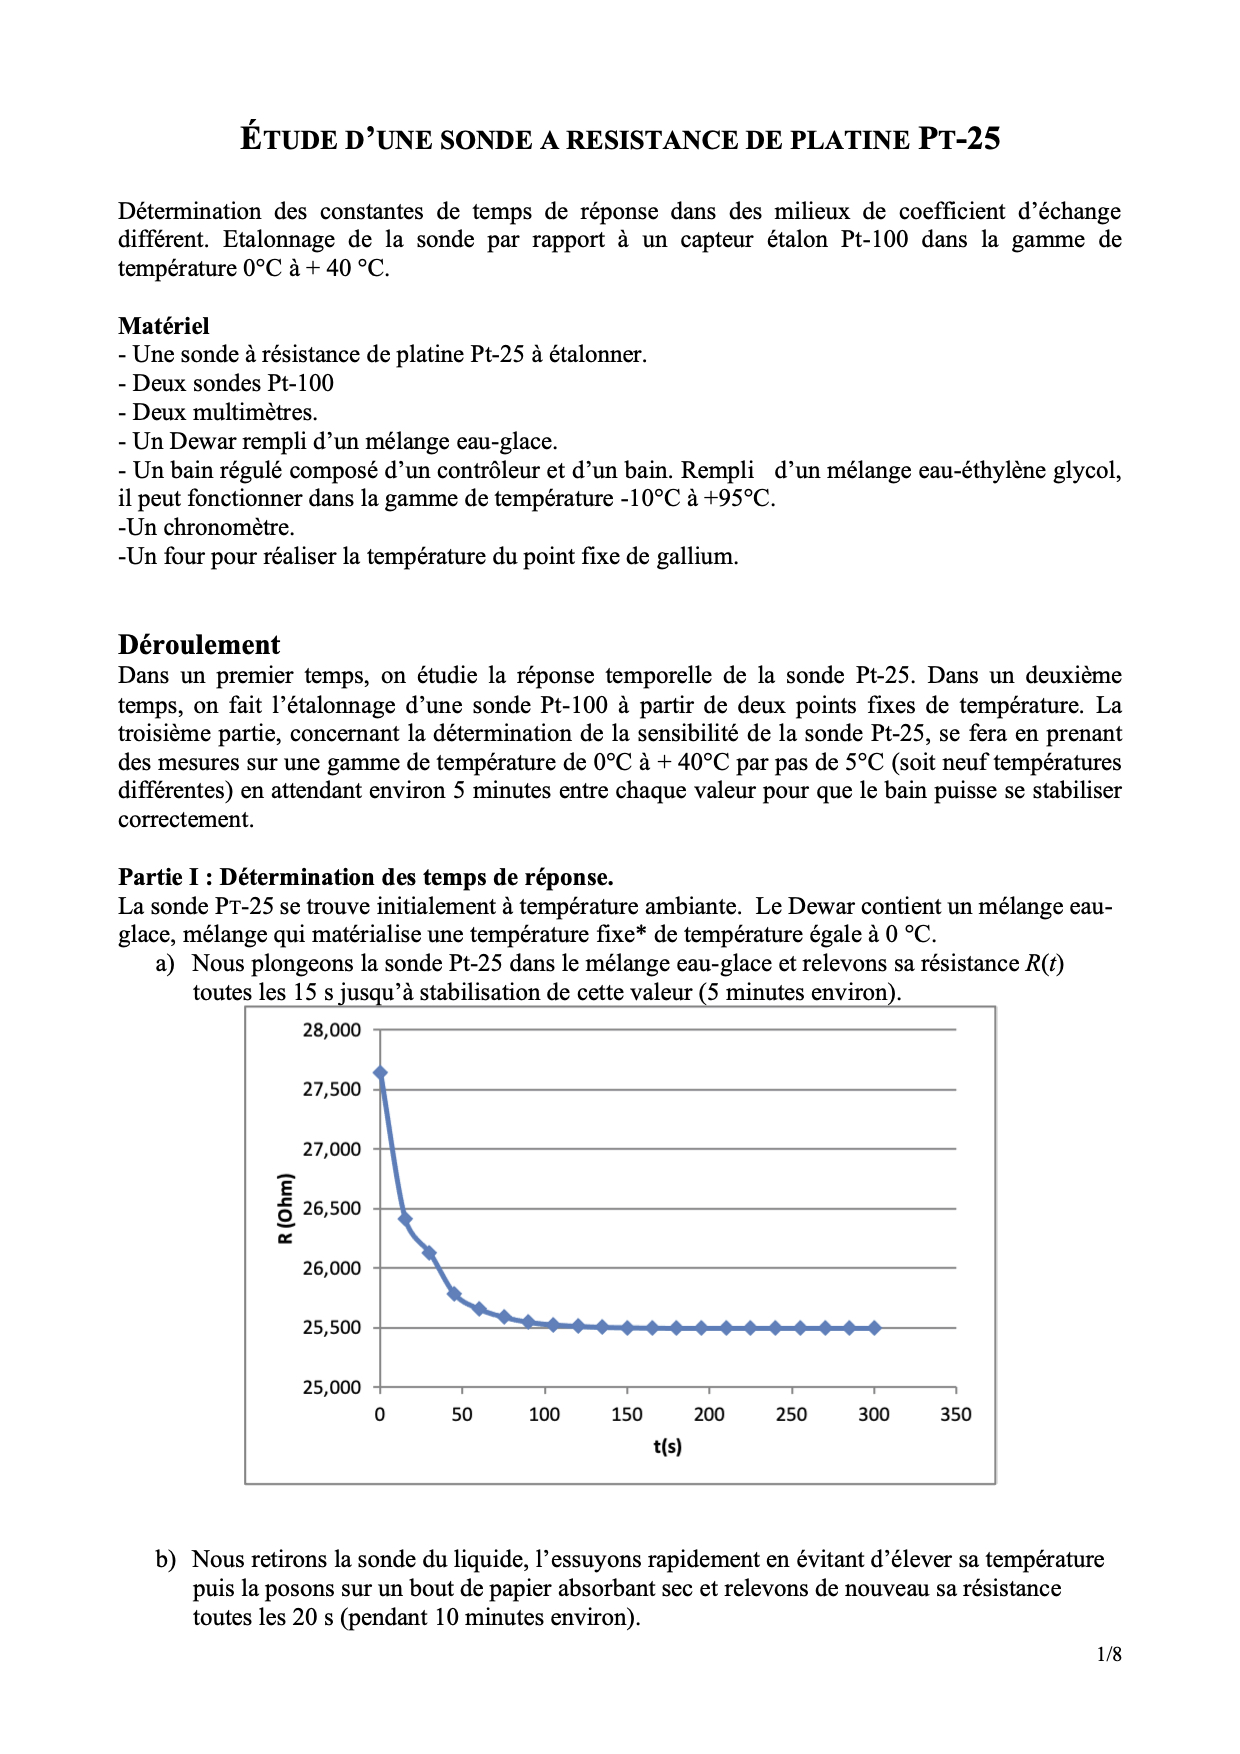 ÉTUDE D’UNE SONDE A RESISTANCE DE PLATINE PT-25
Détermination des constantes de temps de réponse dans des milieux de coefficient d’échange
différent. Etalonnage de la sonde par rapport à un capteur étalon Pt-100 dans la gamme de
température 0°C à + 40 °C.
Matériel
- Une sonde à résistance de platine Pt-25 à étalonner.
- Deux sondes Pt-100
- Deux multimètres.
- Un Dewar rempli d’un mélange eau-glace.
- Un bain régulé composé d’un contrôleur et d’un bain. Rempli d’un mélange eau-éthylène glycol,
il peut fonctionner dans la gamme de température -10°C à +95°C.
-Un chronomètre.
-Un four pour réaliser la température du point fixe de gallium.
Déroulement
Dans un premier temps, on étudie la réponse temporelle de la sonde Pt-25. Dans un deuxième
temps, on fait l’étalonnage d’une sonde Pt-100 à partir de deux points fixes de température. La
troisième partie, concernant la détermination de la sensibilité de la sonde Pt-25, se fera en prenant
des mesures sur une gamme de température de 0°C à + 40°C par pas de 5°C (soit neuf températures
différentes) en attendant environ 5 minutes entre chaque valeur pour que le bain puisse se stabiliser
correctement.
Partie I : Détermination des temps de réponse.
La sonde PT-25 se trouve initialement à température ambiante. Le Dewar contient un mélange eau-
glace, mélange qui matérialise une température fixe* de température égale à 0 °C.
a) Nous plongeons la sonde Pt-25 dans le mélange eau-glace et relevons sa résistance R(t)
toutes les 15 s jusqu’à stabilisation de cette valeur (5 minutes environ).
28,000
27,500
27,000
26,500
26,000
25,500
25,000
R (Ohm)
0 50 100 150 200 250 300 350
t(s)
b) Nous retirons la sonde du liquide, l’essuyons rapidement en évitant d’élever sa température
puis la posons sur un bout de papier absorbant sec et relevons de nouveau sa résistance
toutes les 20 s (pendant 10 minutes environ).
1/8